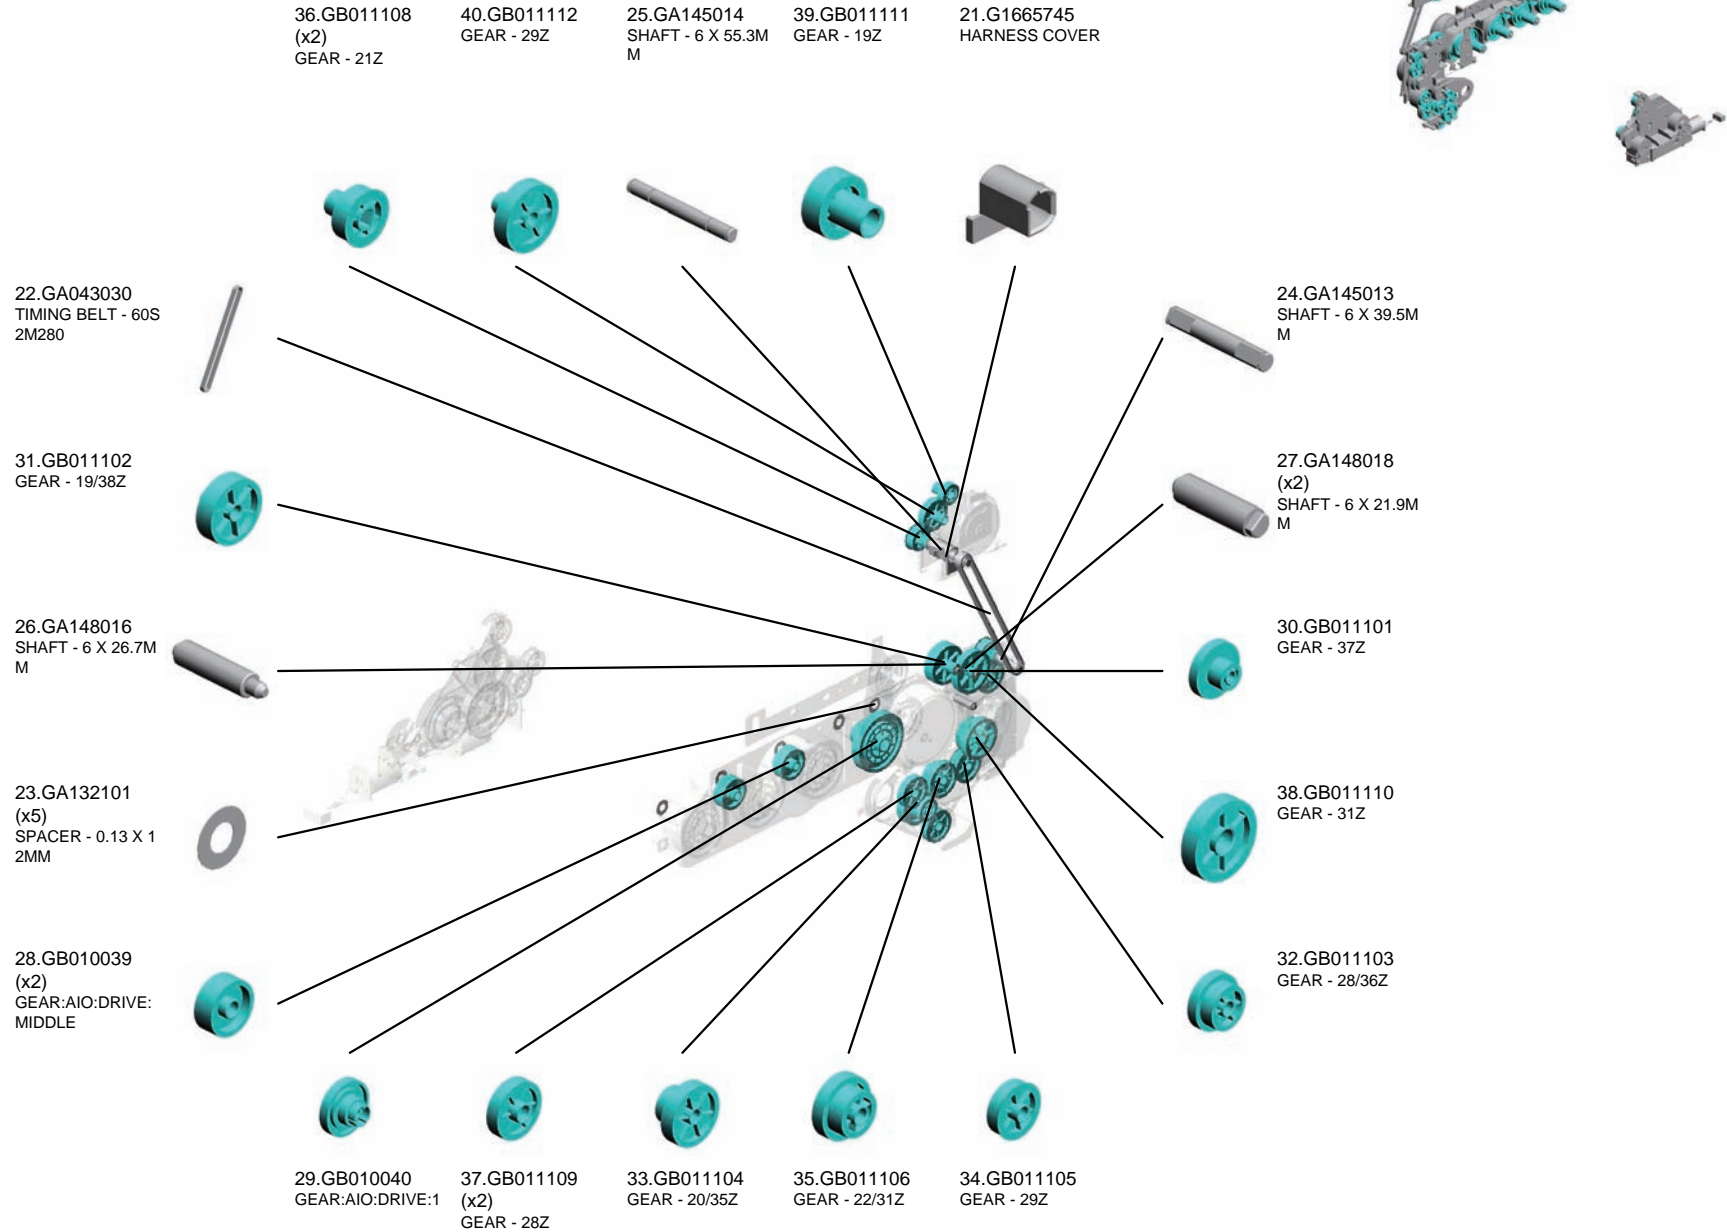 36.GB011108
(x2)
GEAR - 21Z
40.GB011112
GEAR - 29Z
25.GA145014
SHAFT - 6 X 55.3M
M
39.GB011111
GEAR - 19Z
21.G1665745
HARNESS COVER
22.GA043030
TIMING BELT - 60S
2M280
24.GA145013
SHAFT - 6 X 39.5M
M
31.GB011102
GEAR - 19/38Z
27.GA148018
(x2)
SHAFT - 6 X 21.9M
M
26.GA148016
SHAFT - 6 X 26.7M
M
30.GB011101
GEAR - 37Z
23.GA132101
(x5)
SPACER - 0.13 X 1
2MM
38.GB011110
GEAR - 31Z
28.GB010039
(x2)
GEAR:AIO:DRIVE:
MIDDLE
32.GB011103
GEAR - 28/36Z
29.GB010040
GEAR:AIO:DRIVE:1
37.GB011109
(x2)
GEAR - 28Z
33.GB011104
GEAR - 20/35Z
35.GB011106
GEAR - 22/31Z
34.GB011105
GEAR - 29Z